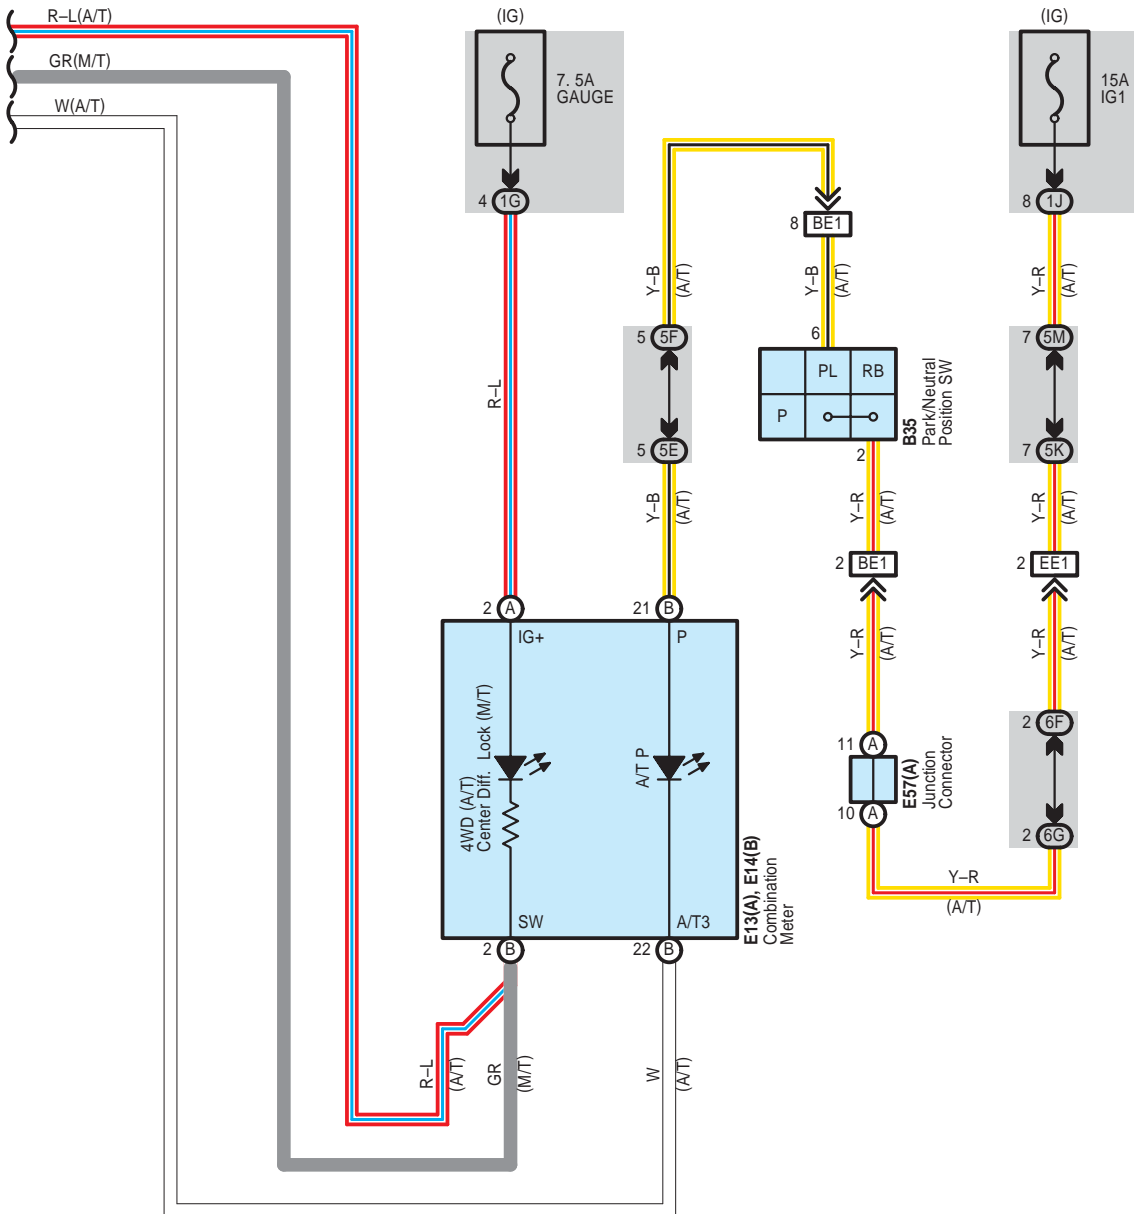 R–L(A/T)
GR(M/T)
W(A/T)
(IG)
7. 5A
GAUGE
4 1G
R–L
(IG)
15A
IG1
8 1J
Y–R
(A/T)
7 5M
7 5K
Y–R
(A/T)
2 EE1
Y–R
(A/T)
2 6F
2 6G
Y–R
(A/T)
8 BE1
Y–B
(A/T)
Y–B
(A/T)
5 5F
5 5E
Y–B
(A/T)
6
PL RB
P
2
B35
Park/Neutral
Position SW
Y–R
(A/T)
2 BE1
Y–R
(A/T)
11 A
10 A
E57(A)
Junction
Connector
2 A
21 B
IG+
P
4WD (A/T)
Center Diff. Lock (M/T)
A/T P
SW
A/T3
2 B
22 B
E13(A), E14(B)
Combination
Meter
R–L
(A/T)
GR
(M/T)
W
(A/T)